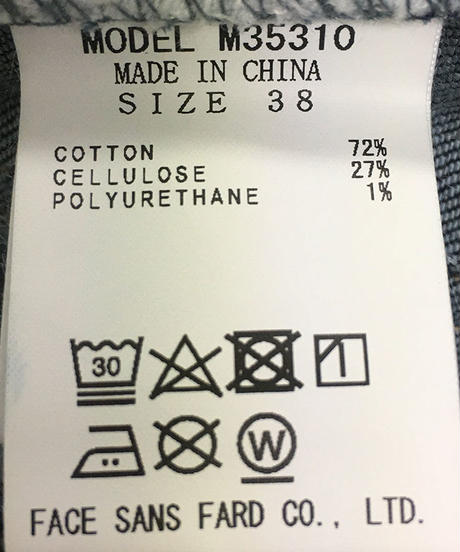 MODEL M35310
MADE IN CHINA
SIZE 38
COTTON 72%
CELLULOSE 27%
POLYURETHANE 1%
30
W
FACE SANS FARD CO., LTD.